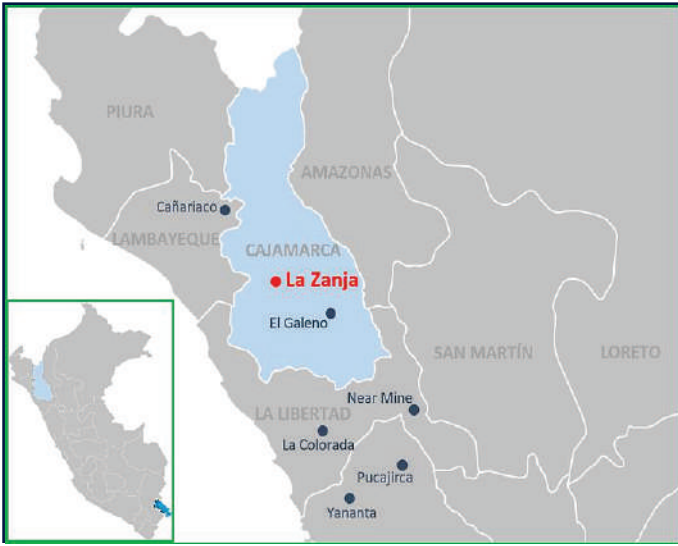 PIURA
AMAZONAS
Cañariaco
LAMBAYEQUE
CAJAMARCA
La Zanja
El Galeno
SAN MARTÍN
LORETO
Near Mine
LA LIBERTAD
La Colorada
Pucajirca
Yananta